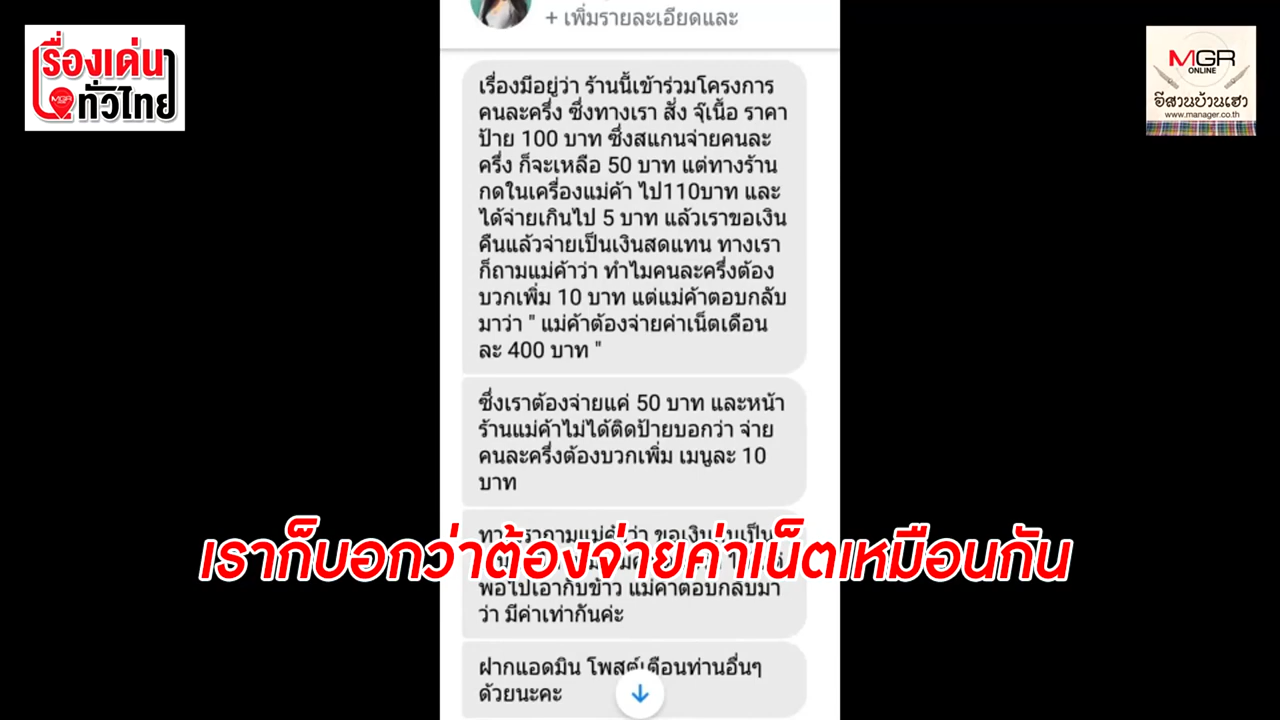 + เพิ่มรายละเอียดและ
เรื่องเด่น
ทั่วไทย
MGR
MGR
ONLINE
อีสานบ้านเฮา
www.manager.co.th
เรื่องมีอยู่ว่า ร้านนี้เข้าร่วมโครงการ
คนละครึ่ง ซึ่งทางเรา สั่ง จุ๊เนื้อ ราคา
ป้าย 100 บาท ซึ่งสแกนจ่ายคนละ
ครึ่ง ก็จะเหลือ 50 บาท แต่ทางร้าน
กดในเครื่องแม่ค้า ไป110บาท และ
ได้จ่ายเกินไป 5 บาท แล้วเราขอเงิน
คืนแล้วจ่ายเป็นเงินสดแทน ทางเรา
ก็ถามแม่ค้าว่า ทำไมคนละครึ่งต้อง
บวกเพิ่ม 10 บาท แต่แม่ค้าตอบกลับ
มาว่า " แม่ค้าต้องจ่ายค่าเน็ตเดือน
ละ 400 บาท "
ซึ่งเราต้องจ่ายแค่ 50 บาท และหน้า
ร้านแม่ค้าไม่ได้ติดป้ายบอกว่า จ่าย
คนละครึ่งต้องบวกเพิ่ม เมนูละ 10
บาท
ขอเงิน
เราก็บอกว่าต้องจ่ายค่าเน็ตเหมือนกัน
พอไปเอากับข้าว แม่ค้าตอบกลับมา
ว่า มีค่าเท่ากันค่ะ
ฝากแอดมิน โพสต์เตือนท่านอื่นๆ
ด้วยนะคะ